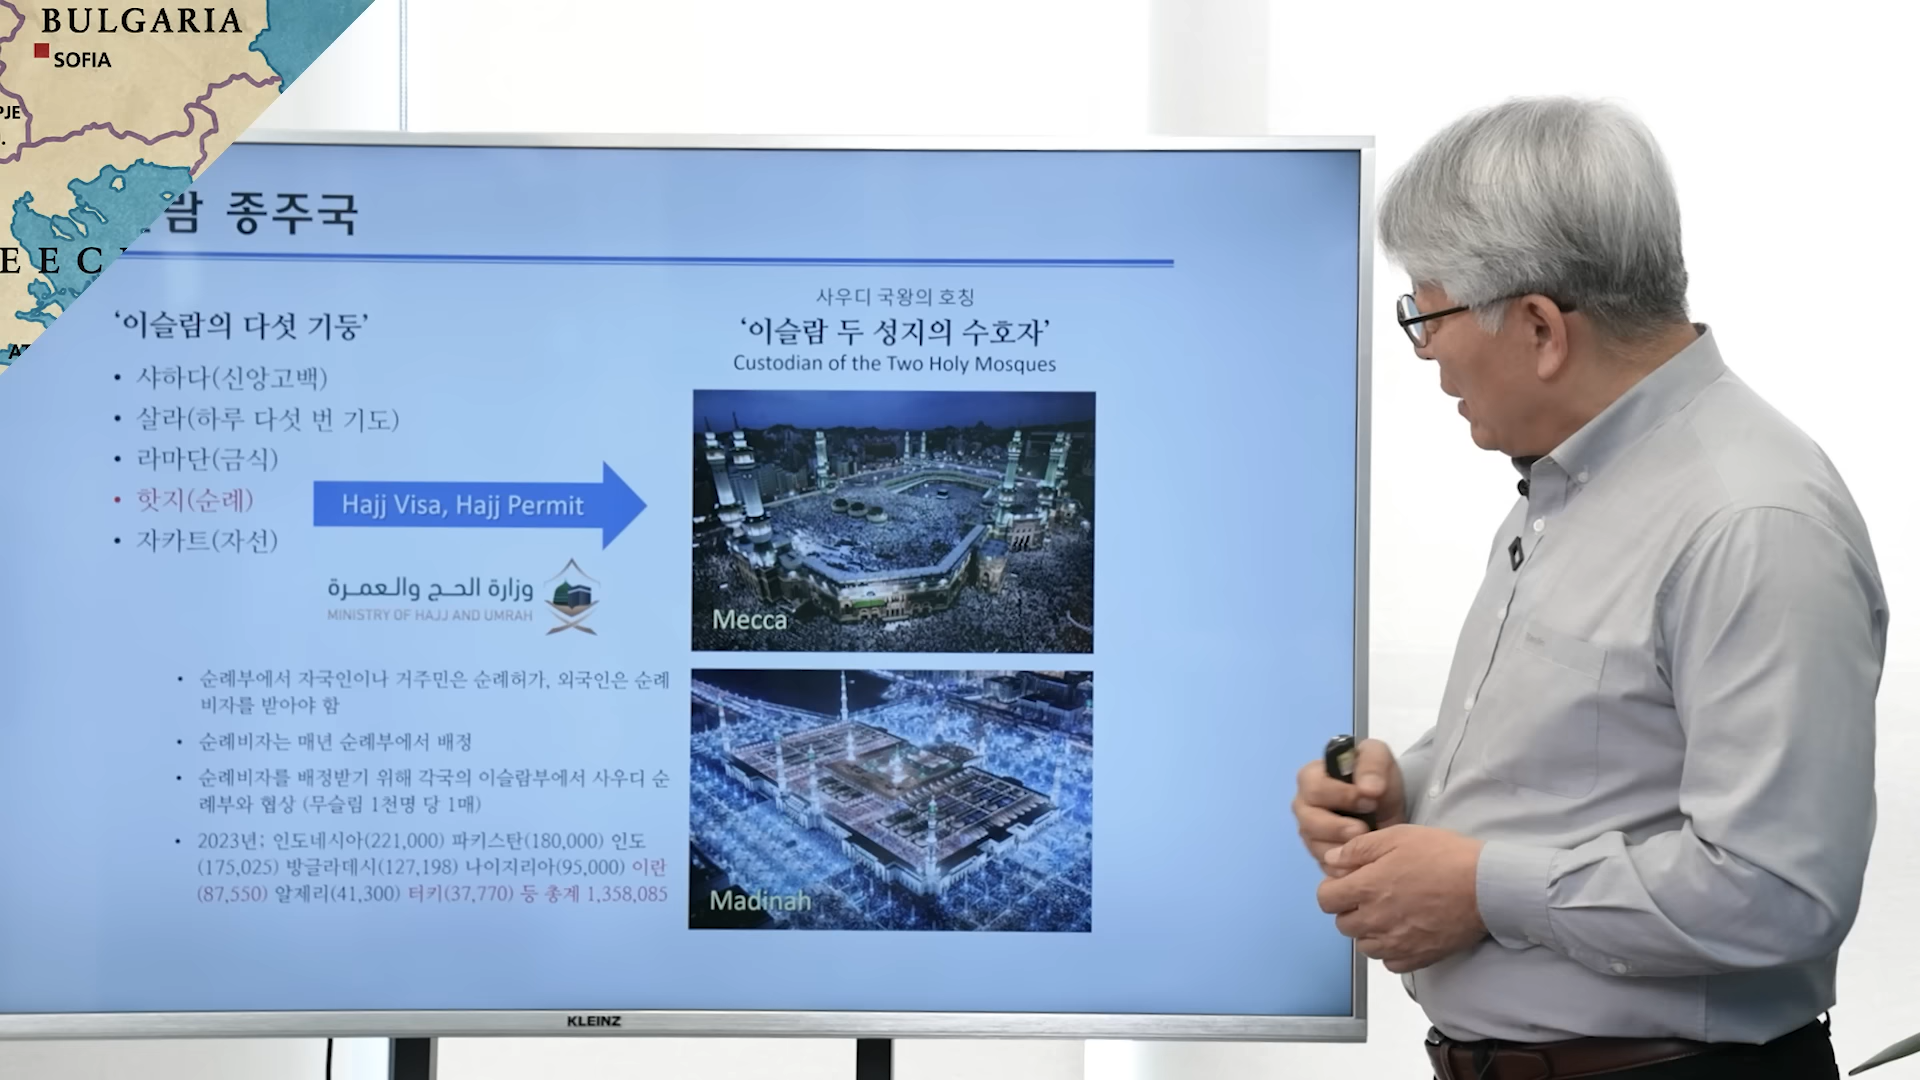 BULGARIA
SOFIA
종주국
'이슬람의 다섯 기둥'
• 샤하다(신앙고백)
• 살라(하루 다섯 번 기도)
• 라마단(금식)
• 핫지(순례)
• 자카트(자선)
Hajj Visa, Hajj Permit
وزارة الحـج والـعمـرة
MINISTRY OF HAJJ AND UMRAH
• 순례부에서 자국인이나 거주민은 순례허가, 외국인은 순례
비자를 받아야 함
• 순례비자는 매년 순례부에서 배정
• 순례비자를 배정받기 위해 각국의 이슬람부에서 사우디 순
례부와 협상 (무슬림 1천명 당 1매)
• 2023년; 인도네시아(221,000) 파키스탄(180,000) 인도
(175,025) 방글라데시(127,198) 나이지리아(95,000) 이란
(87,550) 알제리(41,300) 터키(37,770) 등 총계 1,358,085
사우디 국왕의 호칭
'이슬람 두 성지의 수호자'
Custodian of the Two Holy Mosques
Mecca
Madinah
KLEINZ